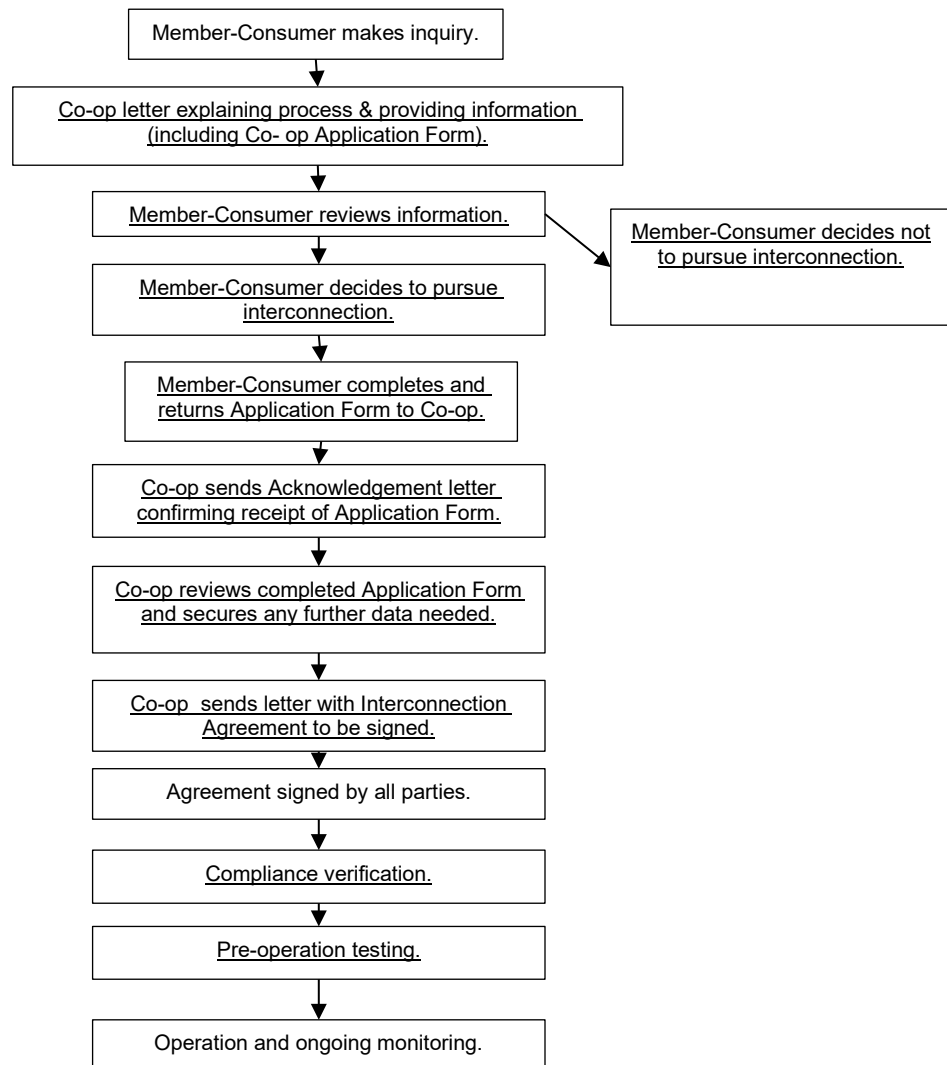 Member-Consumer makes inquiry.
Co-op letter explaining process & providing information
(including Co- op Application Form).
Member-Consumer reviews information.
Member-Consumer decides not
to pursue interconnection.
Member-Consumer decides to pursue
interconnection.
Member-Consumer completes and
returns Application Form to Co-op.
Co-op sends Acknowledgement letter
confirming receipt of Application Form.
Co-op reviews completed Application Form
and secures any further data needed.
Co-op  sends letter with Interconnection
Agreement to be signed.
Agreement signed by all parties.
Compliance verification.
Pre-operation testing.
Operation and ongoing monitoring.